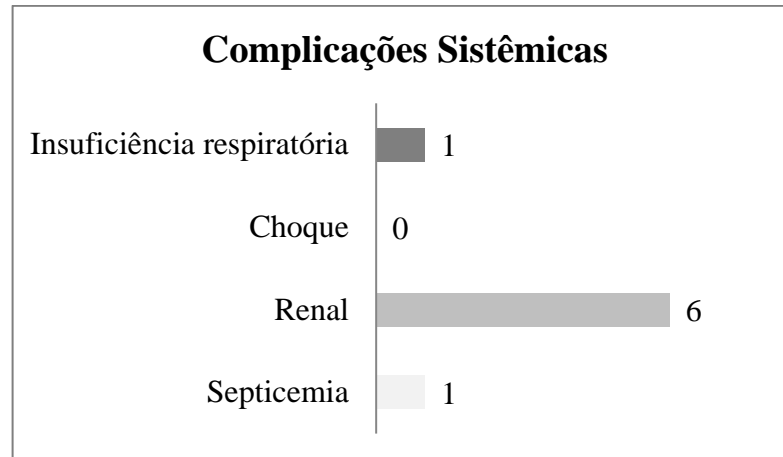 Complicações Sistêmicas
Insuficiência respiratória 1
Choque 0
Renal 6
Septicemia 1